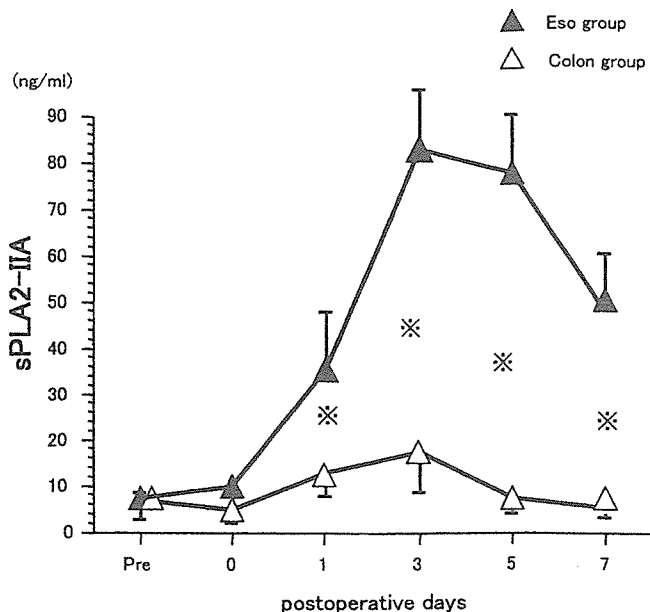 Eso group
Colon group
(ng/ml)
90
80
70
60
50
40
30
20
10
0
sPLA2-IIA
※
※
※
※
Pre 0 1 3 5 7
postoperative days